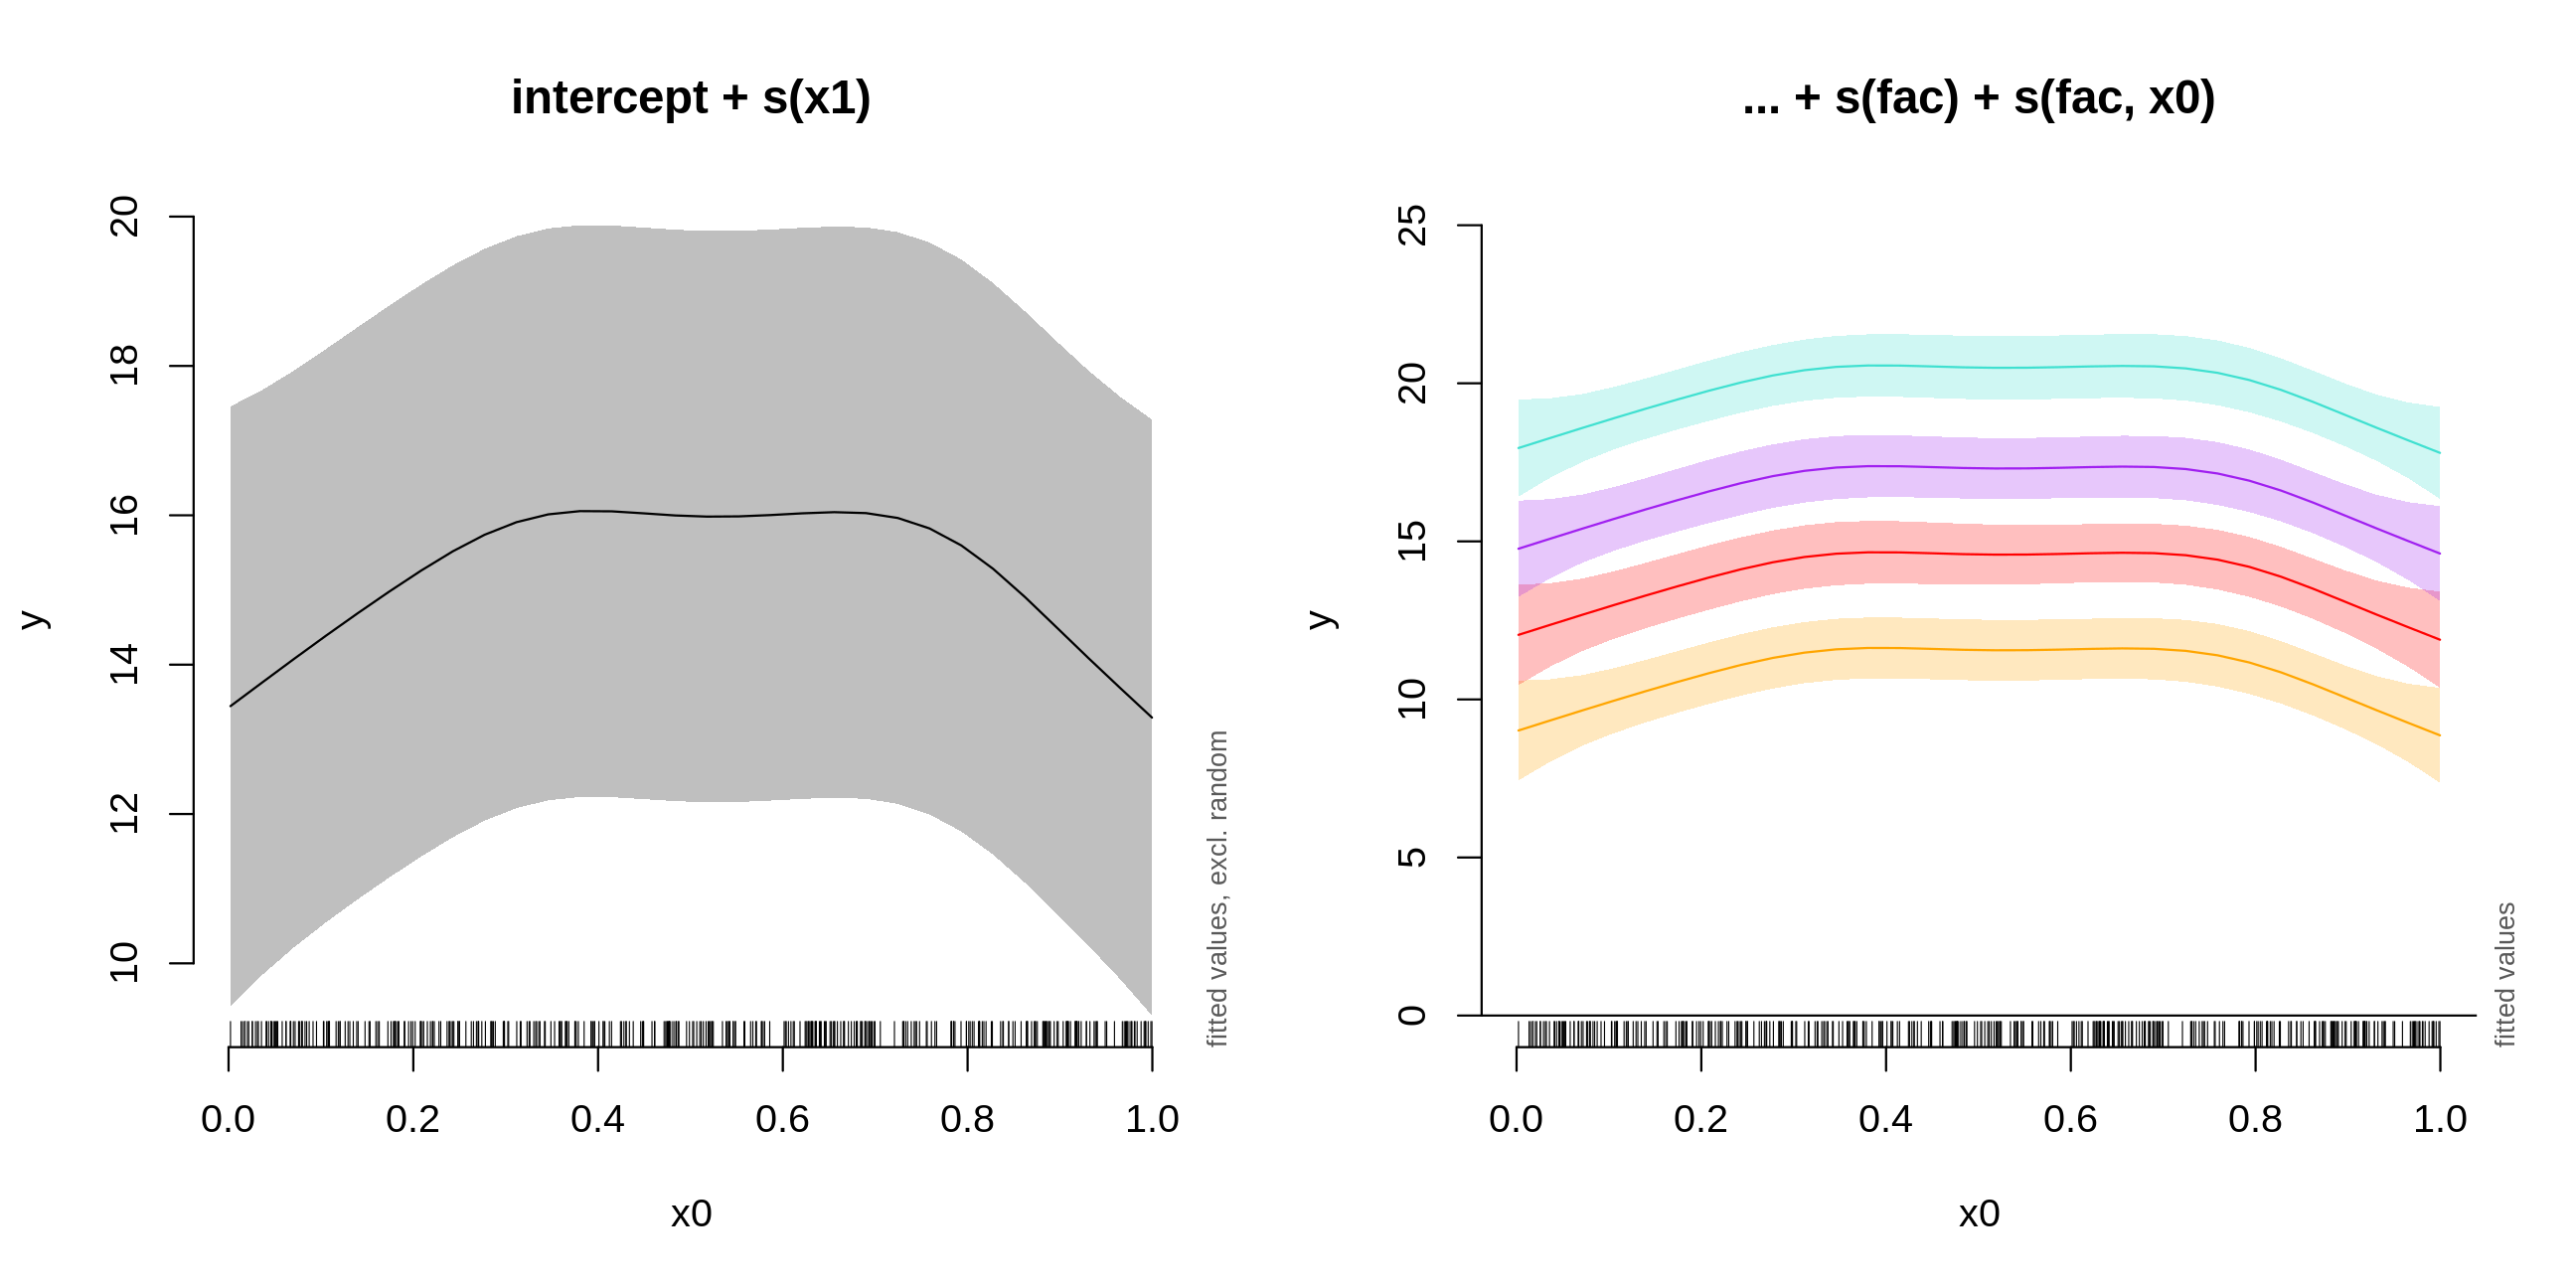 intercept + s(x1)
20
18
16
14
12
10
y
0.0 0.2 0.4 0.6 0.8 1.0
x0
fitted values, excl. random
... + s(fac) + s(fac, x0)
25
20
15
10
5
0
y
0.0 0.2 0.4 0.6 0.8 1.0
x0
fitted values